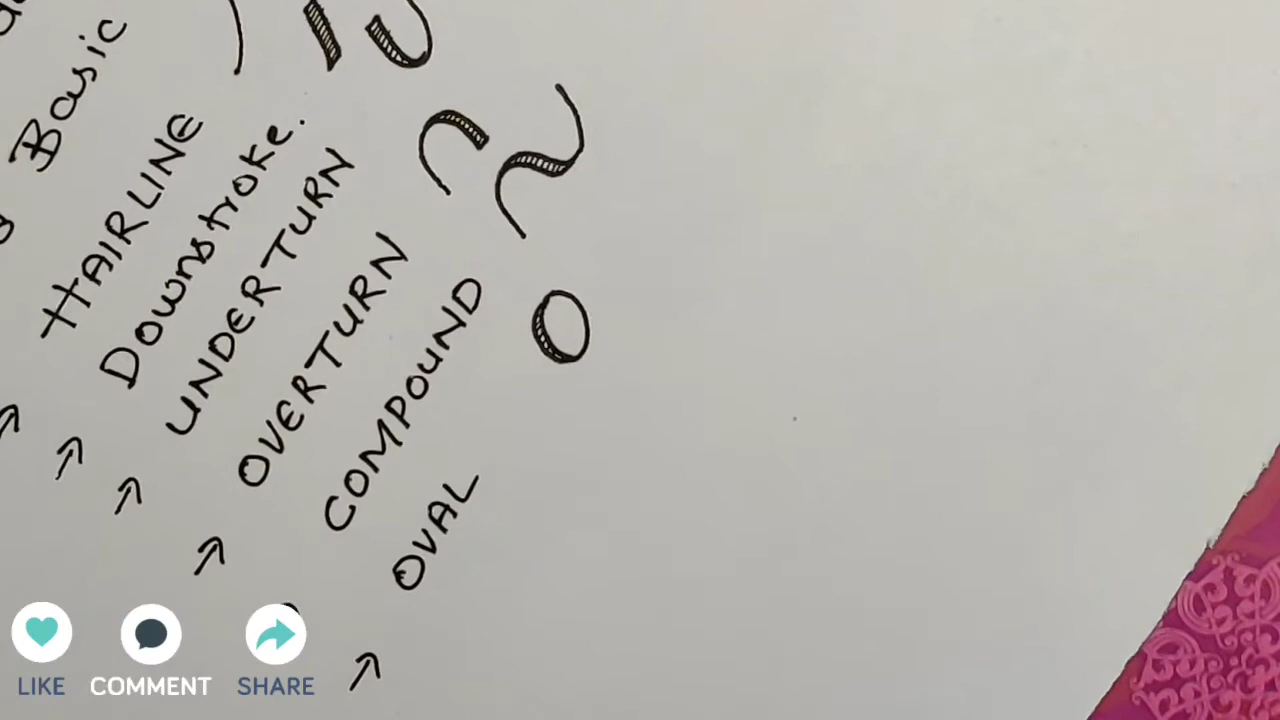 Basic
→ HAIRLINE
→ Downstroke.
→ UNDERTURN
→ OVERTURN
COMPOUND
→ OVAL
LIKE COMMENT SHARE